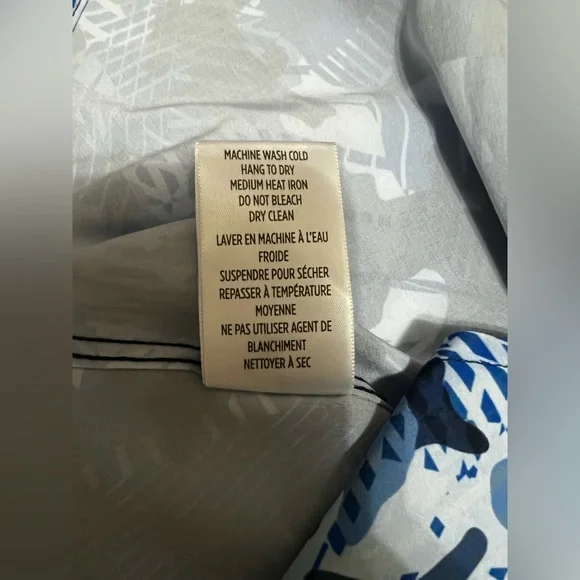 MACHINE WASH COLD
HANG TO DRY
MEDIUM HEAT IRON
DO NOT BLEACH
DRY CLEAN
LAVER EN MACHINE À L'EAU
FROIDE
SUSPENDRE POUR SÉCHER
REPASSER À TEMPÉRATURE
MOYENNE
NE PAS UTILISER AGENT DE
BLANCHIMENT
NETTOYER À SEC